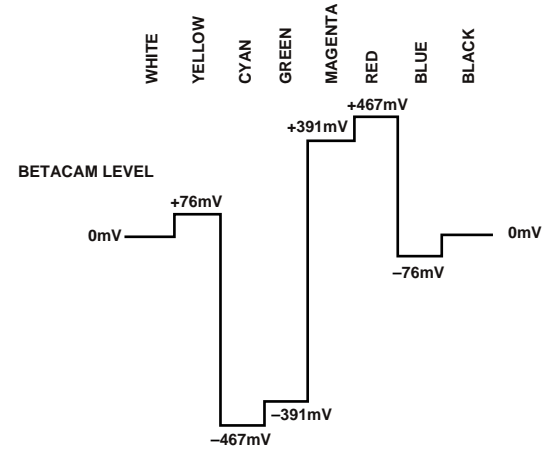 WHITE
YELLOW
CYAN
GREEN
MAGENTA
RED
BLUE
BLACK
+467mV
+391mV
BETACAM LEVEL
+76mV
0mV
0mV
–76mV
–391mV
–467mV